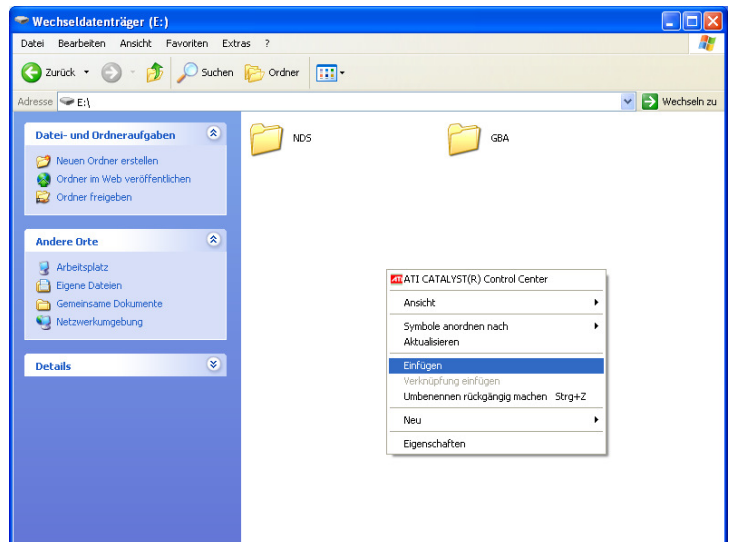 Wechseldatenträger (E:)
Datei Bearbeiten Ansicht Favoriten Extras ?
Zurück Suchen Ordner
Adresse E:\ Wechseln zu
Datei- und Ordneraufgaben
Neuen Ordner erstellen
Ordner im Web veröffentlichen
Ordner freigeben
Andere Orte
Arbeitsplatz
Eigene Dateien
Gemeinsame Dokumente
Netzwerkumgebung
Details
NDS GBA
ATI ATI CATALYST(R) Control Center
Ansicht
Symbole anordnen nach
Aktualisieren
Einfügen
Verknüpfung einfügen
Umbenennen rückgängig machen Strg+Z
Neu
Eigenschaften